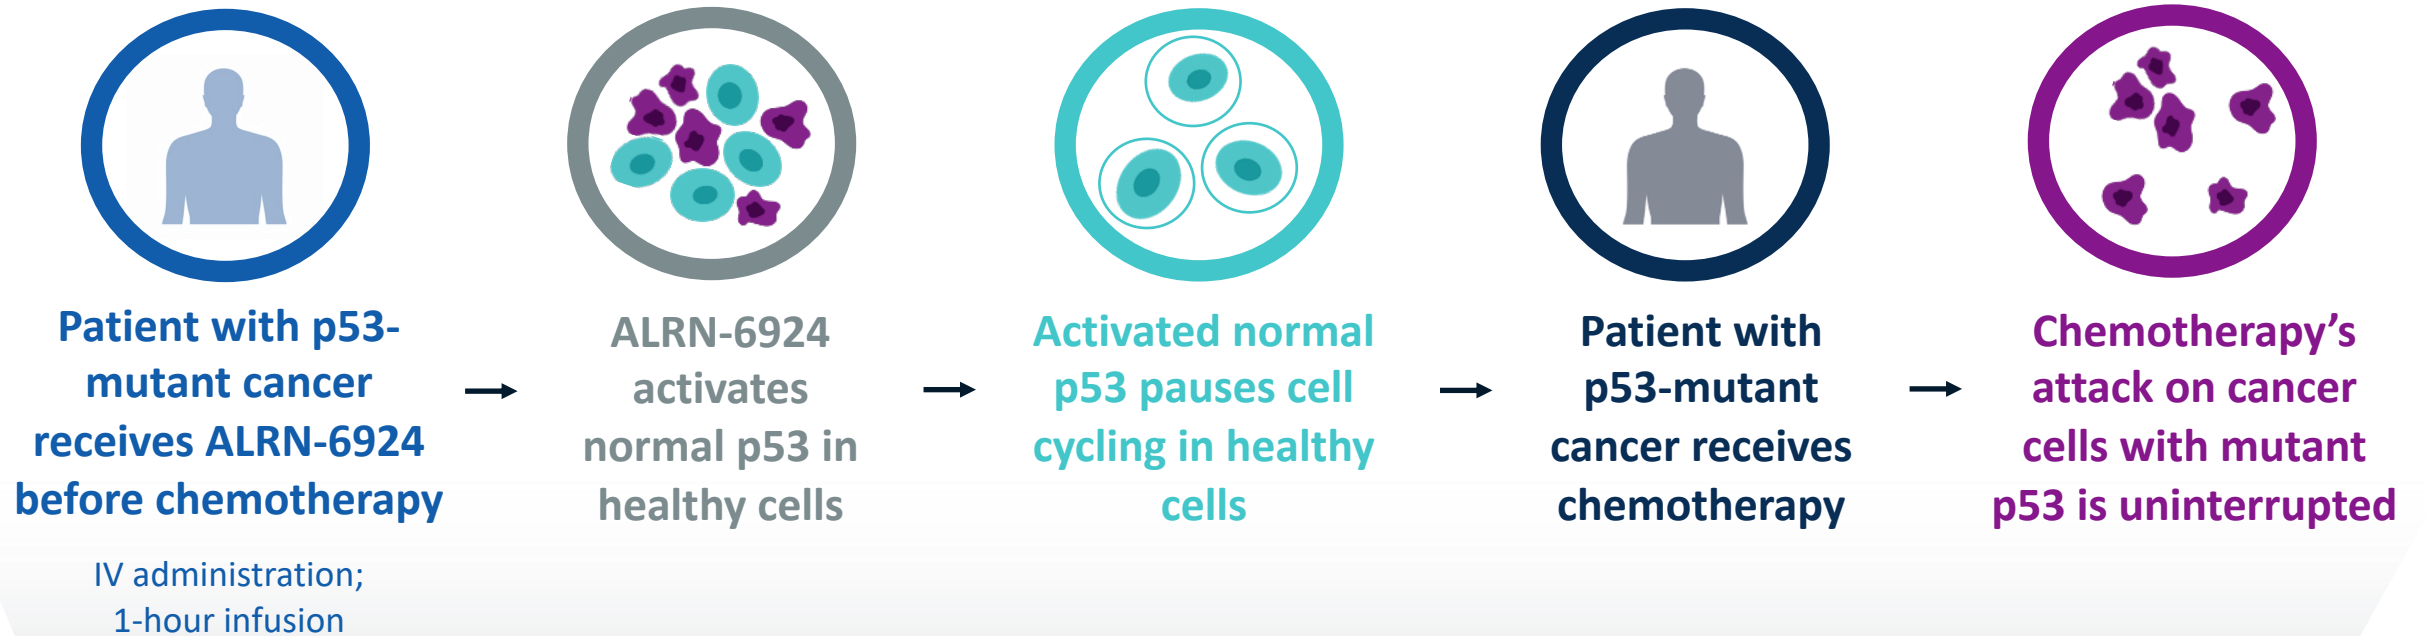 Patient with p53-
mutant cancer
receives ALRN-6924
before chemotherapy
IV administration;
1-hour infusion
ALRN-6924
activates
normal p53 in
healthy cells
Activated normal
p53 pauses cell
cycling in healthy
cells
Patient with
p53-mutant
cancer receives
chemotherapy
Chemotherapy’s
attack on cancer
cells with mutant
p53 is uninterrupted